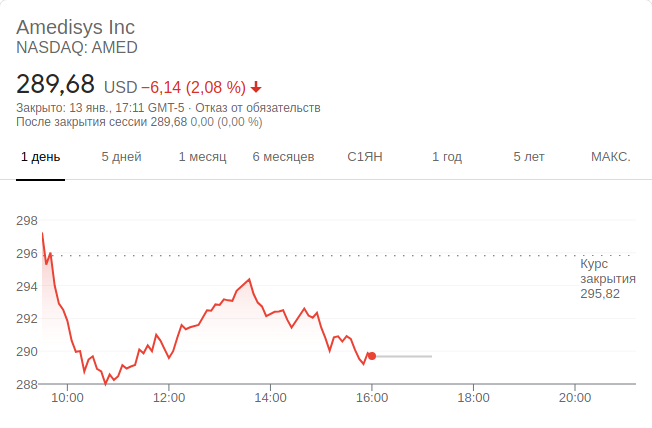 Amedisys Inc
NASDAQ: AMED
289,68 USD −6,14 (2,08 %)
Закрыто: 13 янв., 17:11 GMT-5 · Отказ от обязательств
После закрытия сессии 289,68 0,00 (0,00 %)
1 день 5 дней 1 месяц 6 месяцев С1ЯН 1 год 5 лет МАКС.
298
296
Курс
закрытия
295,82
294
292
290
288
10:00 12:00 14:00 16:00 18:00 20:00